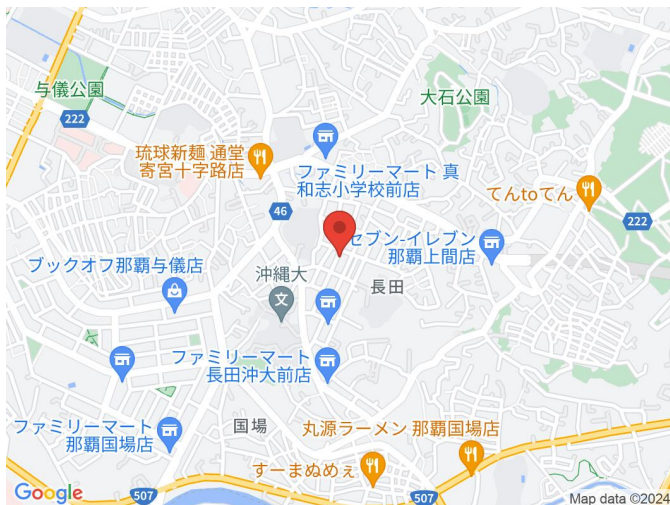 与儀公園
222
大石公園
琉球新麺 通堂
寄宮十字路店
ファミリーマート 真
和志小学校前店
てんtoてん
46
222
セブン-イレブン
那覇上間店
ブックオフ那覇与儀店
沖縄大
文
長田
ファミリーマート
長田沖大前店
ファミリーマート
那覇国場店
国場
丸源ラーメン 那覇国場店
すーまぬめぇ
Google
507
507
Map data ©2024